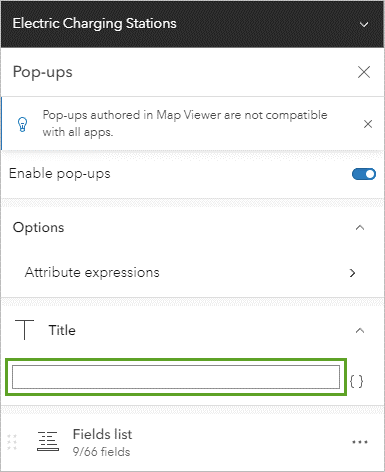 Electric Charging Stations
Pop-ups
Pop-ups authored in Map Viewer are not compatible
with all apps.
Enable pop-ups
Options
Attribute expressions
Title
{ }
Fields list
9/66 fields